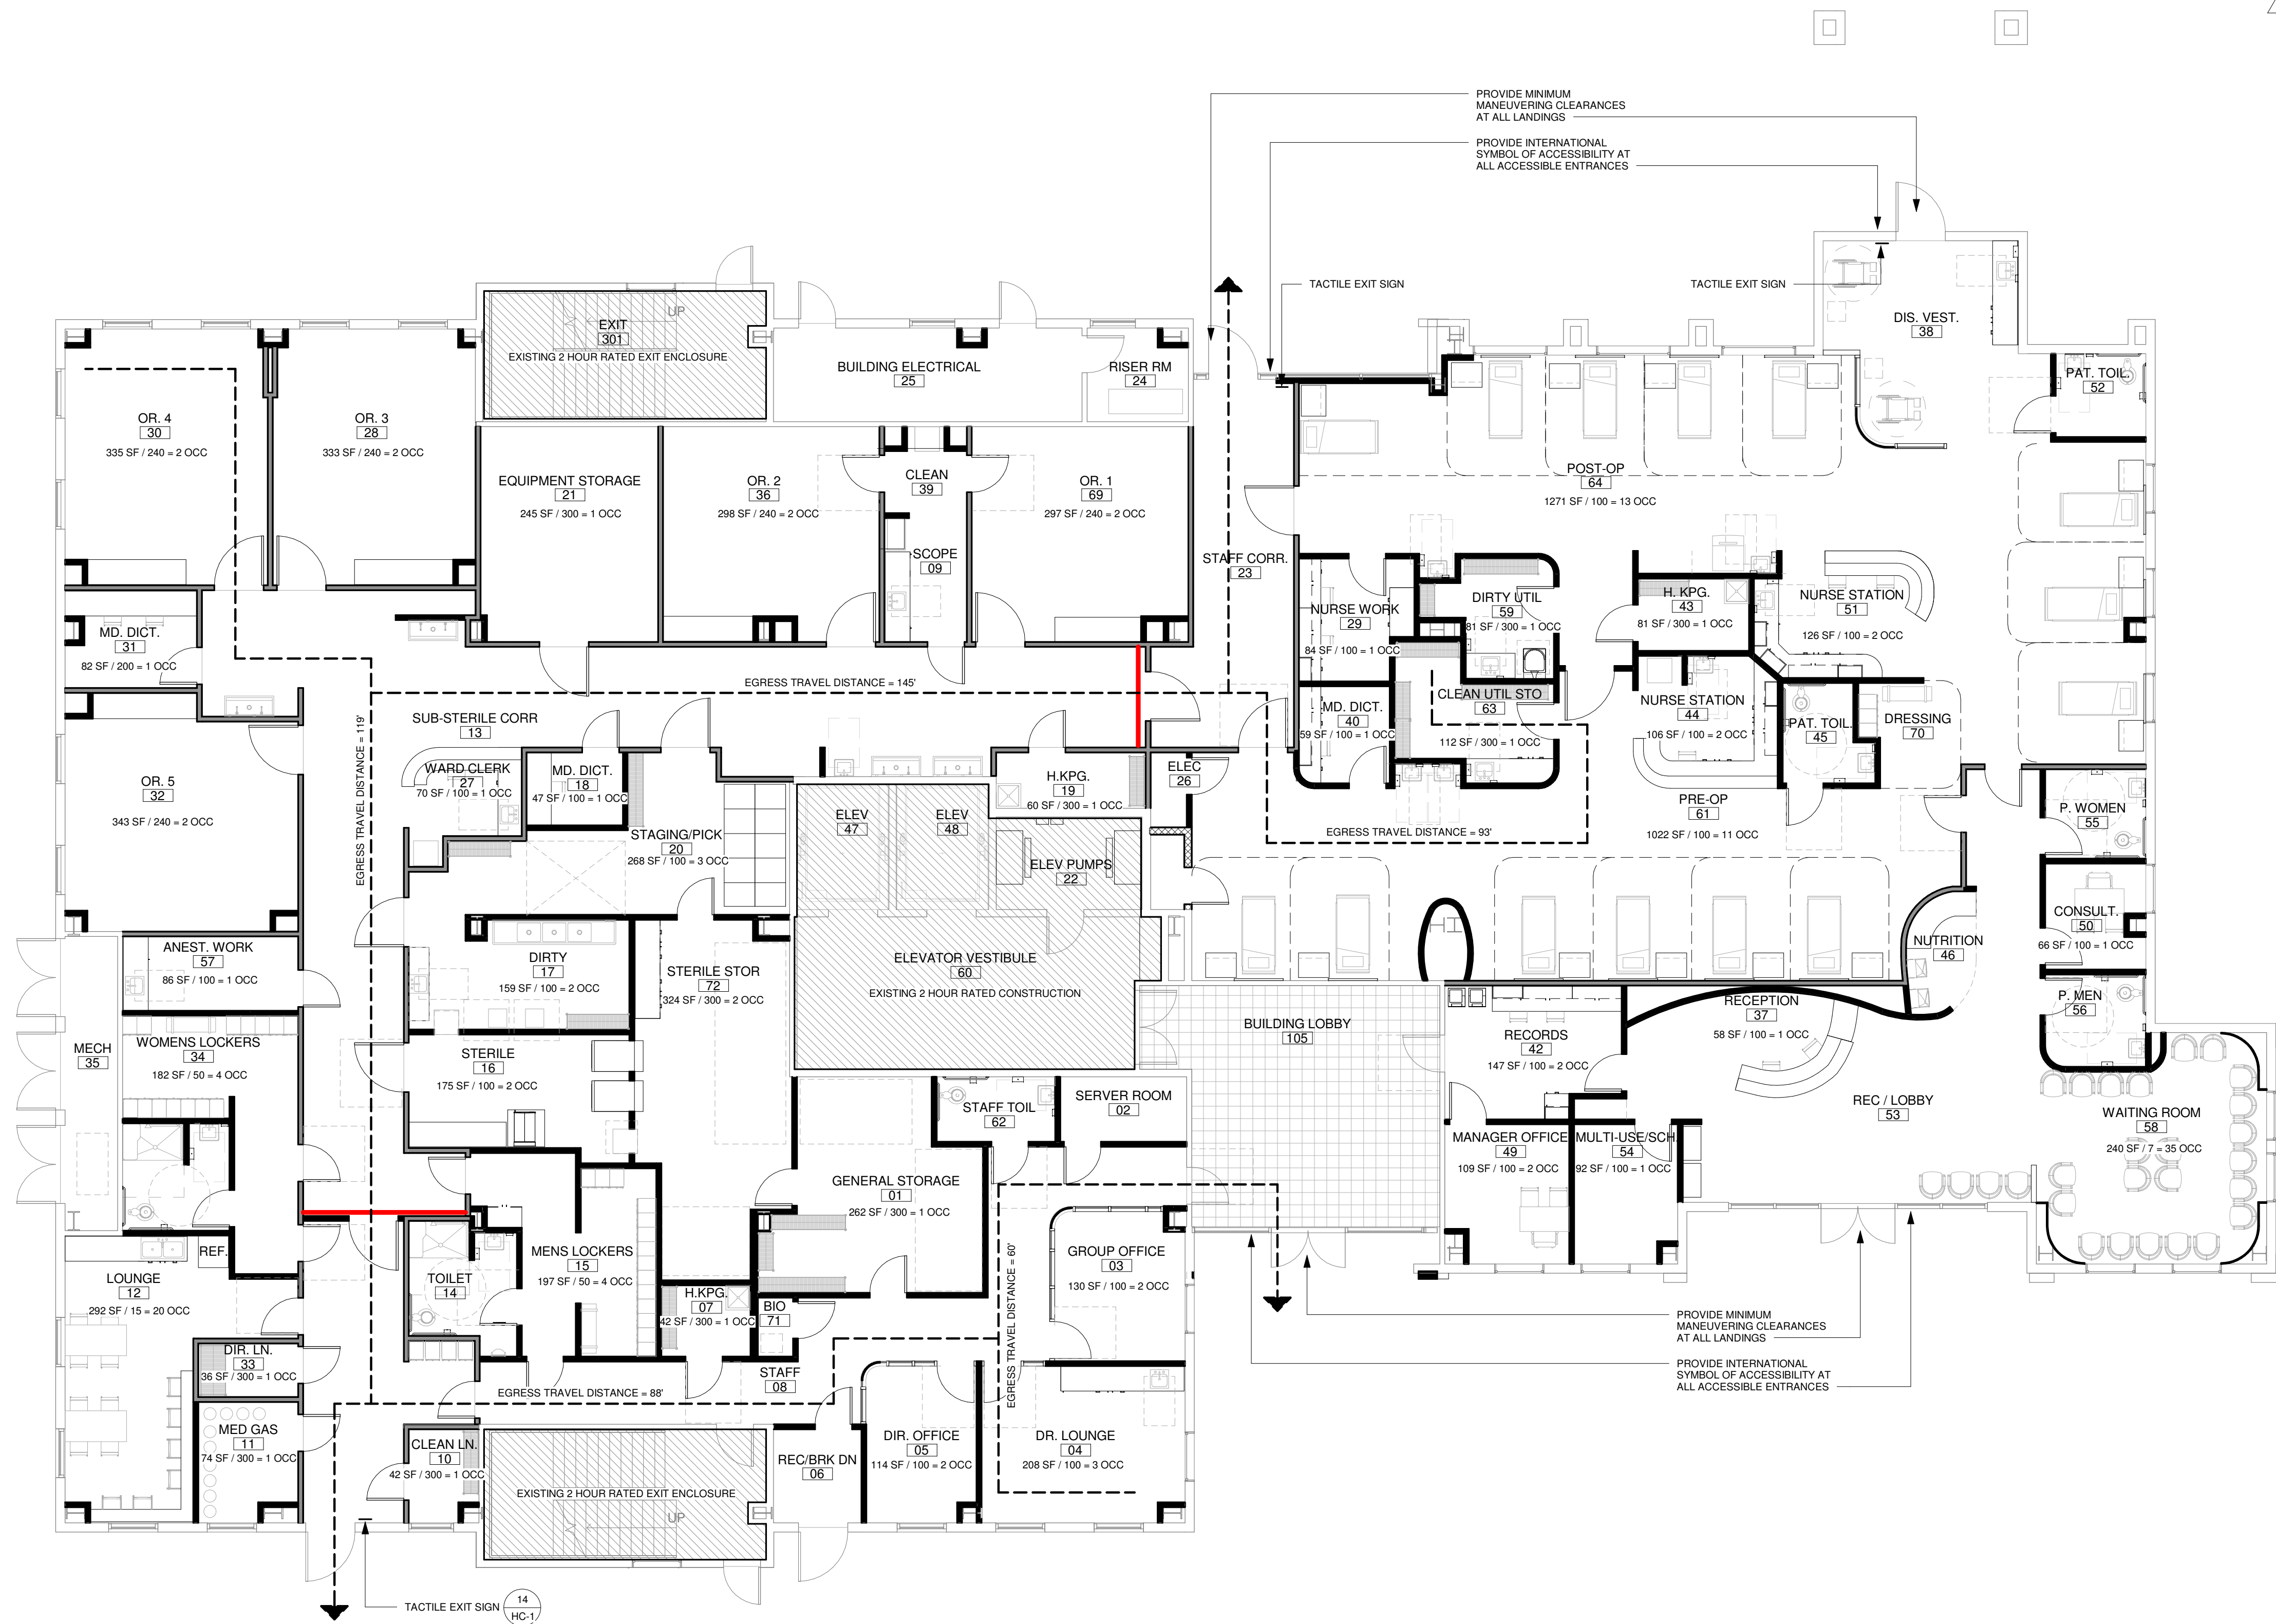 PROVIDE MINIMUM
MANEUVERING CLEARANCES
AT ALL LANDINGS
PROVIDE INTERNATIONAL
SYMBOL OF ACCESSIBILITY AT
ALL ACCESSIBLE ENTRANCES
TACTILE EXIT SIGN
TACTILE EXIT SIGN
DIS. VEST.
38
EXIT
301
UP
EXISTING 2 HOUR RATED EXIT ENCLOSURE
BUILDING ELECTRICAL
25
RISER RM
24
PAT. TOIL.
52
OR. 4
30
335 SF / 240 = 2 OCC
OR. 3
28
333 SF / 240 = 2 OCC
EQUIPMENT STORAGE
21
245 SF / 300 = 1 OCC
OR. 2
36
298 SF / 240 = 2 OCC
CLEAN
39
OR. 1
69
297 SF / 240 = 2 OCC
POST-OP
64
1271 SF / 100 = 13 OCC
SCOPE
09
STAFF CORR.
23
NURSE WORK
29
84 SF / 100 = 1 OCC
DIRTY UTIL
59
81 SF / 300 = 1 OCC
H. KPG.
43
81 SF / 300 = 1 OCC
NURSE STATION
51
126 SF / 100 = 2 OCC
MD. DICT.
31
82 SF / 200 = 1 OCC
EGRESS TRAVEL DISTANCE = 145'
SUB-STERILE CORR
13
EGRESS TRAVEL DISTANCE = 119'
MD. DICT.
40
59 SF / 100 = 1 OCC
CLEAN UTIL STO
63
112 SF / 300 = 1 OCC
NURSE STATION
44
106 SF / 100 = 2 OCC
PAT. TOIL.
45
DRESSING
70
OR. 5
32
343 SF / 240 = 2 OCC
WARD CLERK
27
70 SF / 100 = 1 OCC
MD. DICT.
18
47 SF / 100 = 1 OCC
H.KPG.
19
60 SF / 300 = 1 OCC
ELEC
26
STAGING/PICK
20
268 SF / 100 = 3 OCC
ELEV
47
ELEV
48
ELEV PUMPS
22
EGRESS TRAVEL DISTANCE = 93'
PRE-OP
61
1022 SF / 100 = 11 OCC
P. WOMEN
55
CONSULT.
50
66 SF / 100 = 1 OCC
NUTRITION
46
ANEST. WORK
57
86 SF / 100 = 1 OCC
DIRTY
17
159 SF / 100 = 2 OCC
STERILE STOR
72
324 SF / 300 = 2 OCC
ELEVATOR VESTIBULE
60
EXISTING 2 HOUR RATED CONSTRUCTION
P. MEN
56
MECH
35
WOMENS LOCKERS
34
182 SF / 50 = 4 OCC
STERILE
16
175 SF / 100 = 2 OCC
BUILDING LOBBY
105
RECORDS
42
147 SF / 100 = 2 OCC
RECEPTION
37
58 SF / 100 = 1 OCC
REC / LOBBY
53
WAITING ROOM
58
240 SF / 7 = 35 OCC
STAFF TOIL
62
SERVER ROOM
02
MANAGER OFFICE
49
109 SF / 100 = 2 OCC
MULTI-USE/SCH.
54
92 SF / 100 = 1 OCC
GENERAL STORAGE
01
262 SF / 300 = 1 OCC
REF.
LOUNGE
12
292 SF / 15 = 20 OCC
TOILET
14
MENS LOCKERS
15
197 SF / 50 = 4 OCC
H.KPG.
07
42 SF / 300 = 1 OCC
BIO
71
EGRESS TRAVEL DISTANCE = 60'
GROUP OFFICE
03
130 SF / 100 = 2 OCC
PROVIDE MINIMUM
MANEUVERING CLEARANCES
AT ALL LANDINGS
PROVIDE INTERNATIONAL
SYMBOL OF ACCESSIBILITY AT
ALL ACCESSIBLE ENTRANCES
DIR. LN.
33
36 SF / 300 = 1 OCC
STAFF
08
EGRESS TRAVEL DISTANCE = 88'
MED GAS
11
74 SF / 300 = 1 OCC
CLEAN LN.
10
42 SF / 300 = 1 OCC
EXISTING 2 HOUR RATED EXIT ENCLOSURE
UP
REC/BRK DN
06
DIR. OFFICE
05
114 SF / 100 = 2 OCC
DR. LOUNGE
04
208 SF / 100 = 3 OCC
TACTILE EXIT SIGN
14
HC-1